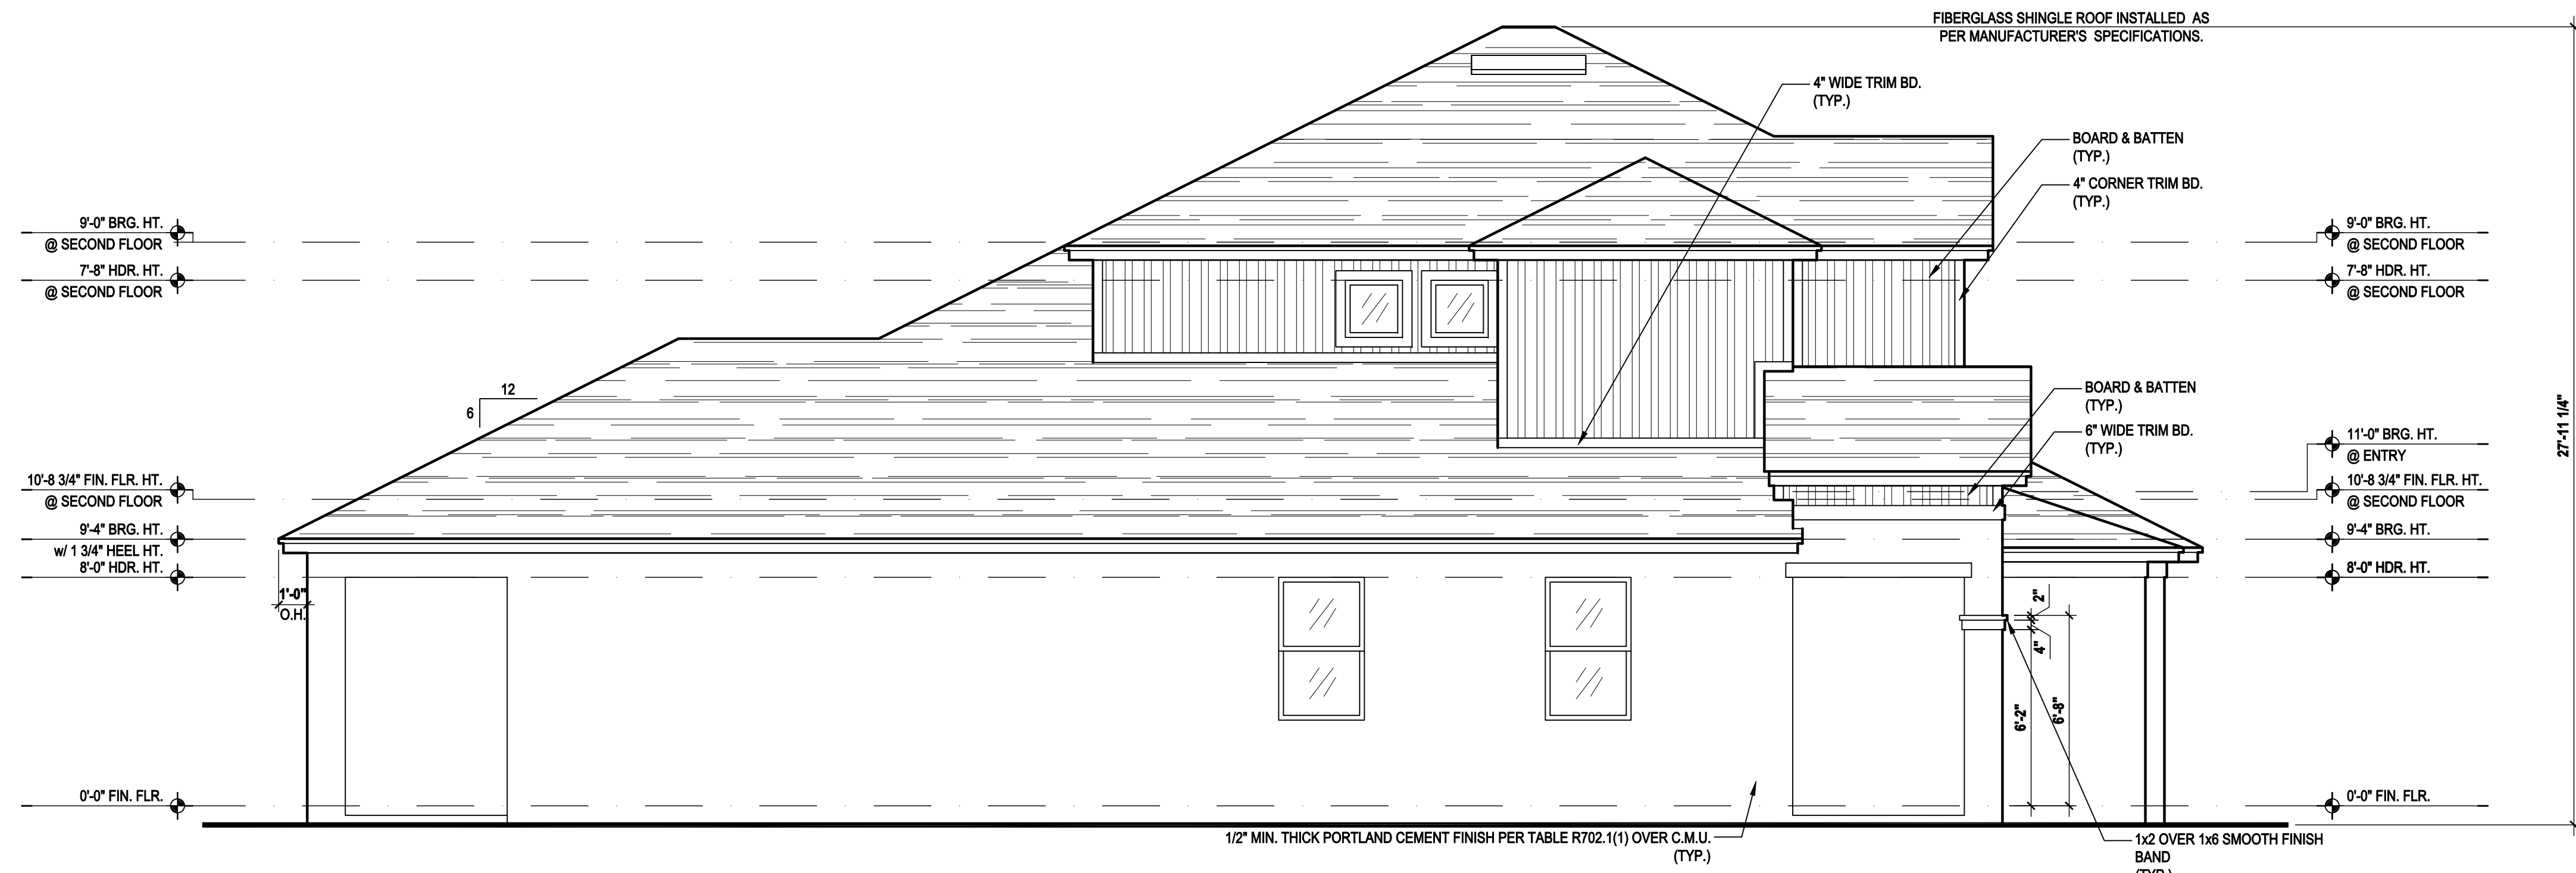 FIBERGLASS SHINGLE ROOF INSTALLED AS
PER MANUFACTURER'S SPECIFICATIONS.
4" WIDE TRIM BD.
(TYP.)
BOARD & BATTEN
(TYP.)
4" CORNER TRIM BD.
(TYP.)
9'-0" BRG. HT.
@ SECOND FLOOR
7'-8" HDR. HT.
@ SECOND FLOOR
9'-0" BRG. HT.
@ SECOND FLOOR
7'-8" HDR. HT.
@ SECOND FLOOR
12
6
BOARD & BATTEN
(TYP.)
6" WIDE TRIM BD.
(TYP.)
27'-11 1/4"
10'-8 3/4" FIN. FLR. HT.
@ SECOND FLOOR
9'-4" BRG. HT.
w/ 1 3/4" HEEL HT.
8'-0" HDR. HT.
11'-0" BRG. HT.
@ ENTRY
10'-8 3/4" FIN. FLR. HT.
@ SECOND FLOOR
9'-4" BRG. HT.
8'-0" HDR. HT.
1'-0"
O.H.
2"
4"
6'-2"
6'-8"
0'-0" FIN. FLR.
0'-0" FIN. FLR.
1/2" MIN. THICK PORTLAND CEMENT FINISH PER TABLE R702.1(1) OVER C.M.U.
(TYP.)
1x2 OVER 1x6 SMOOTH FINISH
BAND
(TYP.)